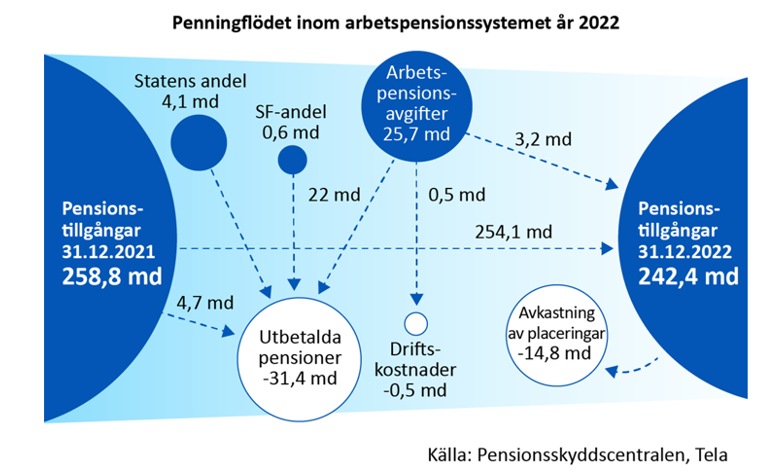 Penningflödet inom arbetspensionssystemet år 2022
Statens andel
4,1 md
SF-andel
0,6 md
Arbets-
pensions-
avgifter
25,7 md
3,2 md
22 md
0,5 md
Pensions-
tillgångar
31.12.2021
258,8 md
254,1 md
Pensions-
tillgångar
31.12.2022
242,4 md
4,7 md
Utbetalda
pensioner
-31,4 md
Drifts-
kostnader
-0,5 md
Avkastning
av placeringar
-14,8 md
Källa: Pensionsskyddscentralen, Tela